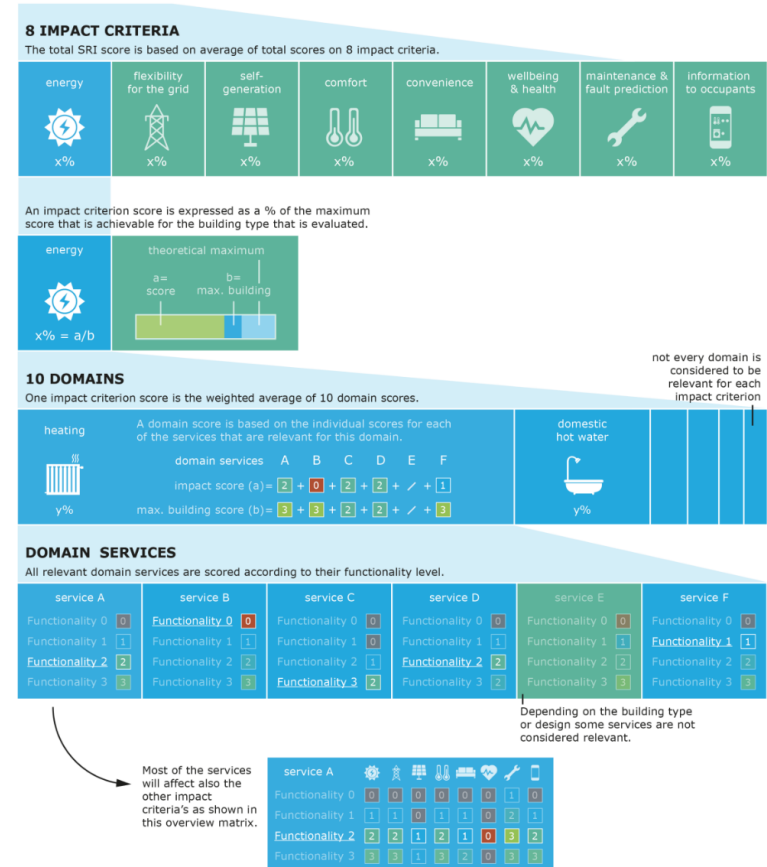 8 IMPACT CRITERIA
The total SRI score is based on average of total scores on 8 impact criteria.
energy
x%
flexibility
for the grid
x%
self-
generation
x%
comfort
x%
convenience
x%
wellbeing
& health
x%
maintenance &
fault prediction
x%
information
to occupants
x%
An impact criterion score is expressed as a % of the maximum
score that is achievable for the building type that is evaluated.
energy
x% = a/b
theoretical maximum
a=
score
b=
max. building
not every domain is
considered to be
relevant for each
impact criterion
10 DOMAINS
One impact criterion score is the weighted average of 10 domain scores.
heating
y%
A domain score is based on the individual scores for each
of the services that are relevant for this domain.
domain services A B C D E F
impact score (a)= 2 + 0 + 2 + 2 + / + 1
max. building score (b)= 3 + 3 + 2 + 2 + / + 3
domestic
hot water
y%
DOMAIN SERVICES
All relevant domain services are scored according to their functionality level.
service A
Functionality 0 0
Functionality 1 1
Functionality 2 2
Functionality 3 3
service B
Functionality 0 0
Functionality 1 1
Functionality 2 2
Functionality 3 3
service C
Functionality 0 0
Functionality 1 0
Functionality 2 1
Functionality 3 2
service D
Functionality 0 0
Functionality 1 1
Functionality 2 2
Functionality 3 2
service E
Functionality 0 0
Functionality 1 1
Functionality 2 2
Functionality 3 3
service F
Functionality 0 0
Functionality 1 1
Functionality 2 2
Functionality 3 3
Depending on the building type
or design some services are not
considered relevant.
Most of the services
will affect also the
other impact
criteria's as shown in
this overview matrix.
service A
Functionality 0 0 0 0 0 0 0 1 0
Functionality 1 1 1 0 1 1 0 2 1
Functionality 2 2 2 1 2 1 0 3 2
Functionality 3 3 3 1 3 2 0 3 2